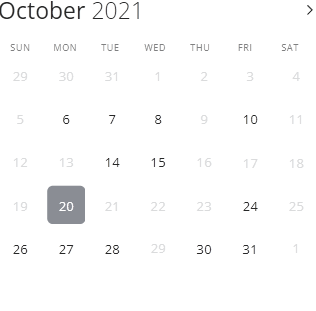 October 2021
SUN MON TUE WED THU FRI SAT
29 30 31 1 2 3 4
5 6 7 8 9 10 11
12 13 14 15 16 17 18
19 20 21 22 23 24 25
26 27 28 29 30 31 1